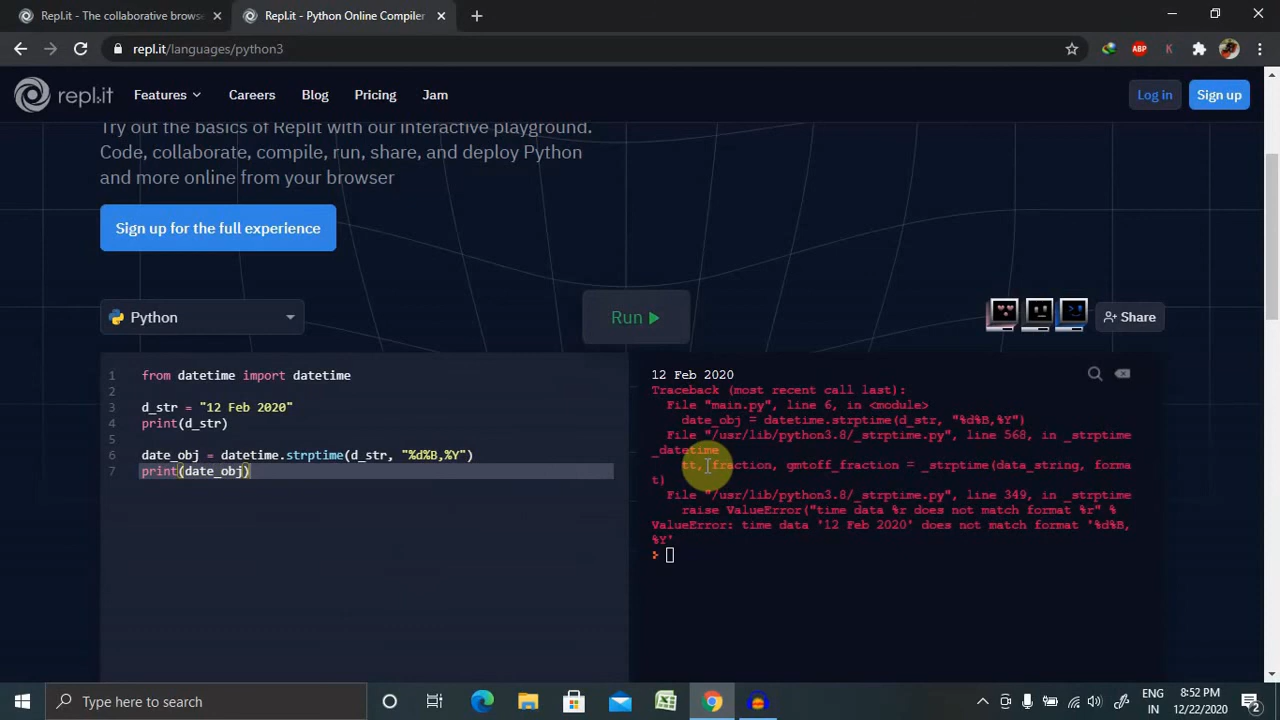 Repl.it - The collaborative brows
Repl.it - Python Online Compiler
repl.it/languages/python3
ABP
K
repl.it
Features
Careers
Blog
Pricing
Jam
Log in
Sign up
Try out the basics of Replit with our interactive playground.
Code, collaborate, compile, run, share, and deploy Python
and more online from your browser
Sign up for the full experience
Python
Run
Share
1 from datetime import datetime
2
3 d_str = "12 Feb 2020"
4 print(d_str)
5
6 date_obj = datetime.strptime(d_str, "%d%B,%Y")
7 print(date_obj)
12 Feb 2020
Traceback (most recent call last):
File "main.py", line 6, in <module>
date_obj = datetime.strptime(d_str, "%d%B,%Y")
File "/usr/lib/python3.8/_strptime.py", line 568, in _strptime
_datetime
tt, fraction, gmtoff_fraction = _strptime(data_string, forma
t)
File "/usr/lib/python3.8/_strptime.py", line 349, in _strptime
raise ValueError("time data %r does not match format %r" %
ValueError: time data '12 Feb 2020' does not match format '%d%B,
%Y'
Type here to search
ENG
IN
8:52 PM
12/22/2020
2